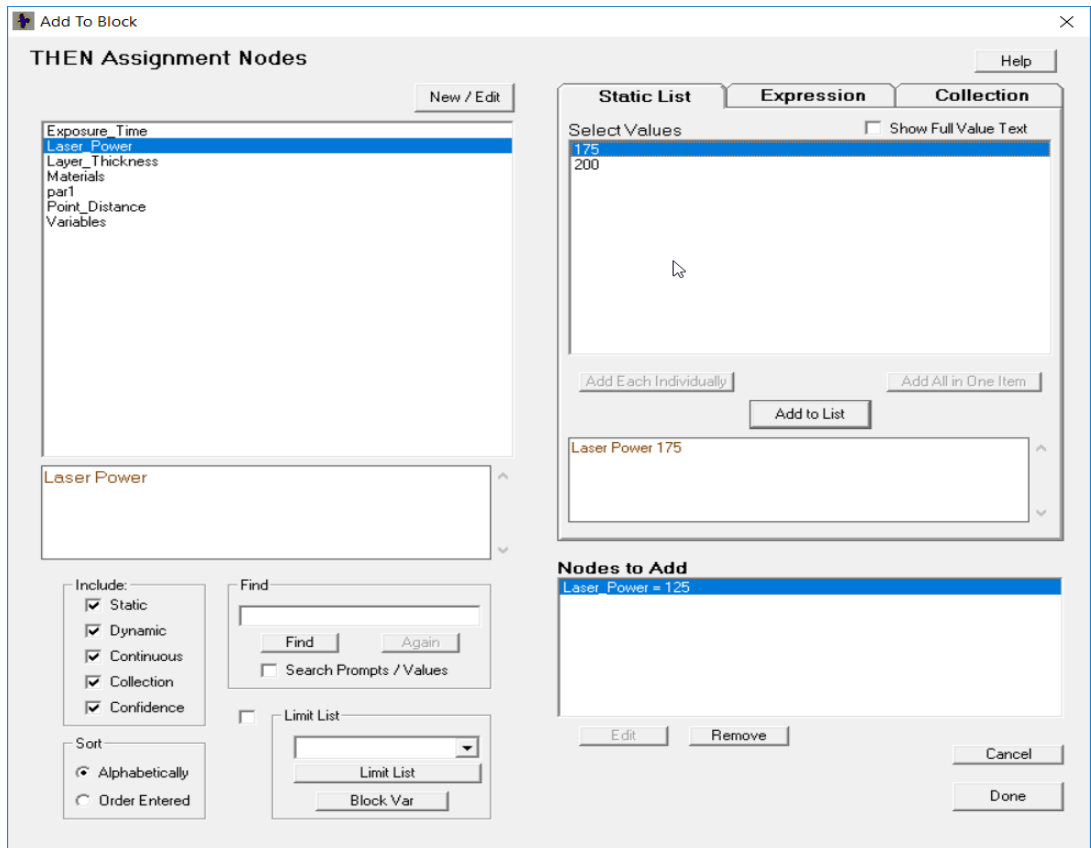 Add To Block
THEN Assignment Nodes
Help
New / Edit
Exposure_Time
Laser_Power
Layer_Thickness
Materials
par1
Point_Distance
Variables
Laser Power
Static List
Expression
Collection
Select Values
Show Full Value Text
175
200
Add Each Individually
Add All in One Item
Add to List
Laser Power 175
Include:
Static
Dynamic
Continuous
Collection
Confidence
Sort
Alphabetically
Order Entered
Find
Find
Again
Search Prompts / Values
Limit List
Limit List
Block Var
Nodes to Add
Laser_Power = 125
Edit
Remove
Cancel
Done